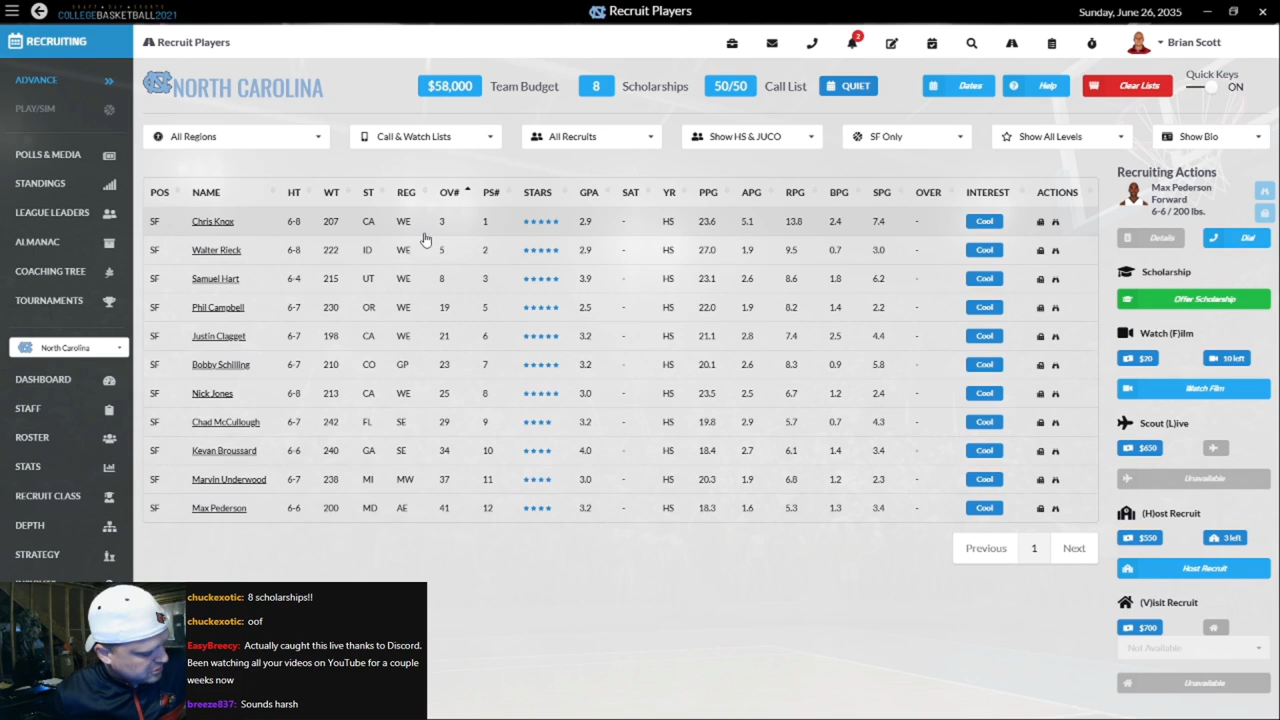 DRAFT DAY SPORTS
COLLEGE BASKETBALL 2021
Recruit Players
Sunday, June 26, 2035
RECRUITING
Recruit Players
2
Brian Scott
ADVANCE
PLAY/SIM
POLLS & MEDIA
STANDINGS
LEAGUE LEADERS
ALMANAC
COACHING TREE
TOURNAMENTS
North Carolina
DASHBOARD
STAFF
ROSTER
STATS
RECRUIT CLASS
DEPTH
STRATEGY
NORTH CAROLINA
$58,000 Team Budget 8 Scholarships 50/50 Call List QUIET Dates Help Clear Lists Quick Keys ON
All Regions Call & Watch Lists All Recruits Show HS & JUCO SF Only Show All Levels Show Bio
POS NAME HT WT ST REG OV# PS# STARS GPA SAT YR PPG APG RPG BPG SPG OVER INTEREST ACTIONS
SF Chris Knox 6-8 207 CA WE 3 1 ★★★★★ 2.9 - HS 23.6 5.1 13.8 2.4 7.4 - Cool
SF Walter Rieck 6-8 222 ID WE 5 2 ★★★★★ 2.9 - HS 27.0 1.9 9.5 0.7 3.0 - Cool
SF Samuel Hart 6-4 215 UT WE 8 3 ★★★★★ 3.9 - HS 23.1 2.6 8.6 1.8 6.2 - Cool
SF Phil Campbell 6-7 230 OR WE 19 5 ★★★★★ 2.5 - HS 22.0 1.9 8.2 1.4 2.2 - Cool
SF Justin Clagget 6-7 198 CA WE 21 6 ★★★★★ 3.2 - HS 21.1 2.8 7.4 2.5 4.4 - Cool
SF Bobby Schilling 6-7 210 CO GP 23 7 ★★★★★ 3.2 - HS 20.1 2.6 8.3 0.9 5.8 - Cool
SF Nick Jones 6-8 213 CA WE 25 8 ★★★★★ 3.0 - HS 23.5 2.5 6.7 1.2 2.4 - Cool
SF Chad McCullough 6-7 242 FL SE 29 9 ★★★★ 3.2 - HS 19.8 2.9 5.7 0.7 4.3 - Cool
SF Kevan Broussard 6-6 240 GA SE 34 10 ★★★★ 4.0 - HS 18.4 2.7 6.1 1.4 3.4 - Cool
SF Marvin Underwood 6-7 238 MI MW 37 11 ★★★★ 3.0 - HS 20.3 1.9 6.8 1.2 2.3 - Cool
SF Max Pederson 6-6 200 MD AE 41 12 ★★★★ 3.2 - HS 18.3 1.6 5.3 1.3 3.4 - Cool
Previous 1 Next
Recruiting Actions
Max Pederson
Forward
6-6 / 200 lbs.
Details Dial
Scholarship
Offer Scholarship
Watch (F)ilm
$20 10 left
Watch Film
Scout (L)ive
$650
Unavailable
(H)ost Recruit
$550 3 left
Host Recruit
(V)isit Recruit
$700
Not Available
Unavailable
chuckexotic: 8 scholarships!!
chuckexotic: oof
EasyBreecy: Actually caught this live thanks to Discord.
Been watching all your videos on YouTube for a couple
weeks now
breeze837: Sounds harsh